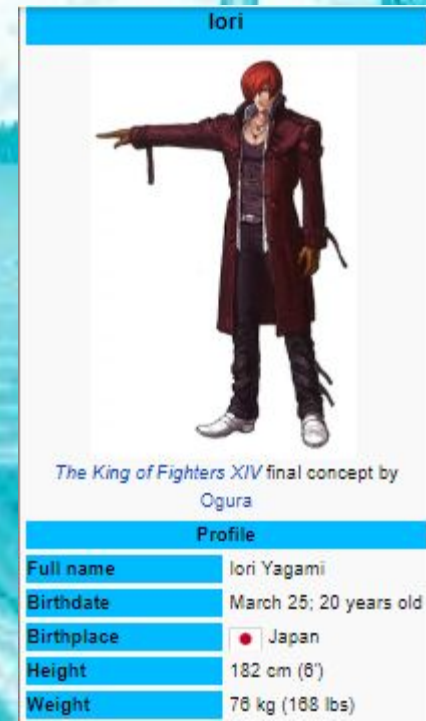 Iori
The King of Fighters XIV final concept by
Ogura
Profile
Full name Iori Yagami
Birthdate March 25; 20 years old
Birthplace Japan
Height 182 cm (6')
Weight 76 kg (168 lbs)